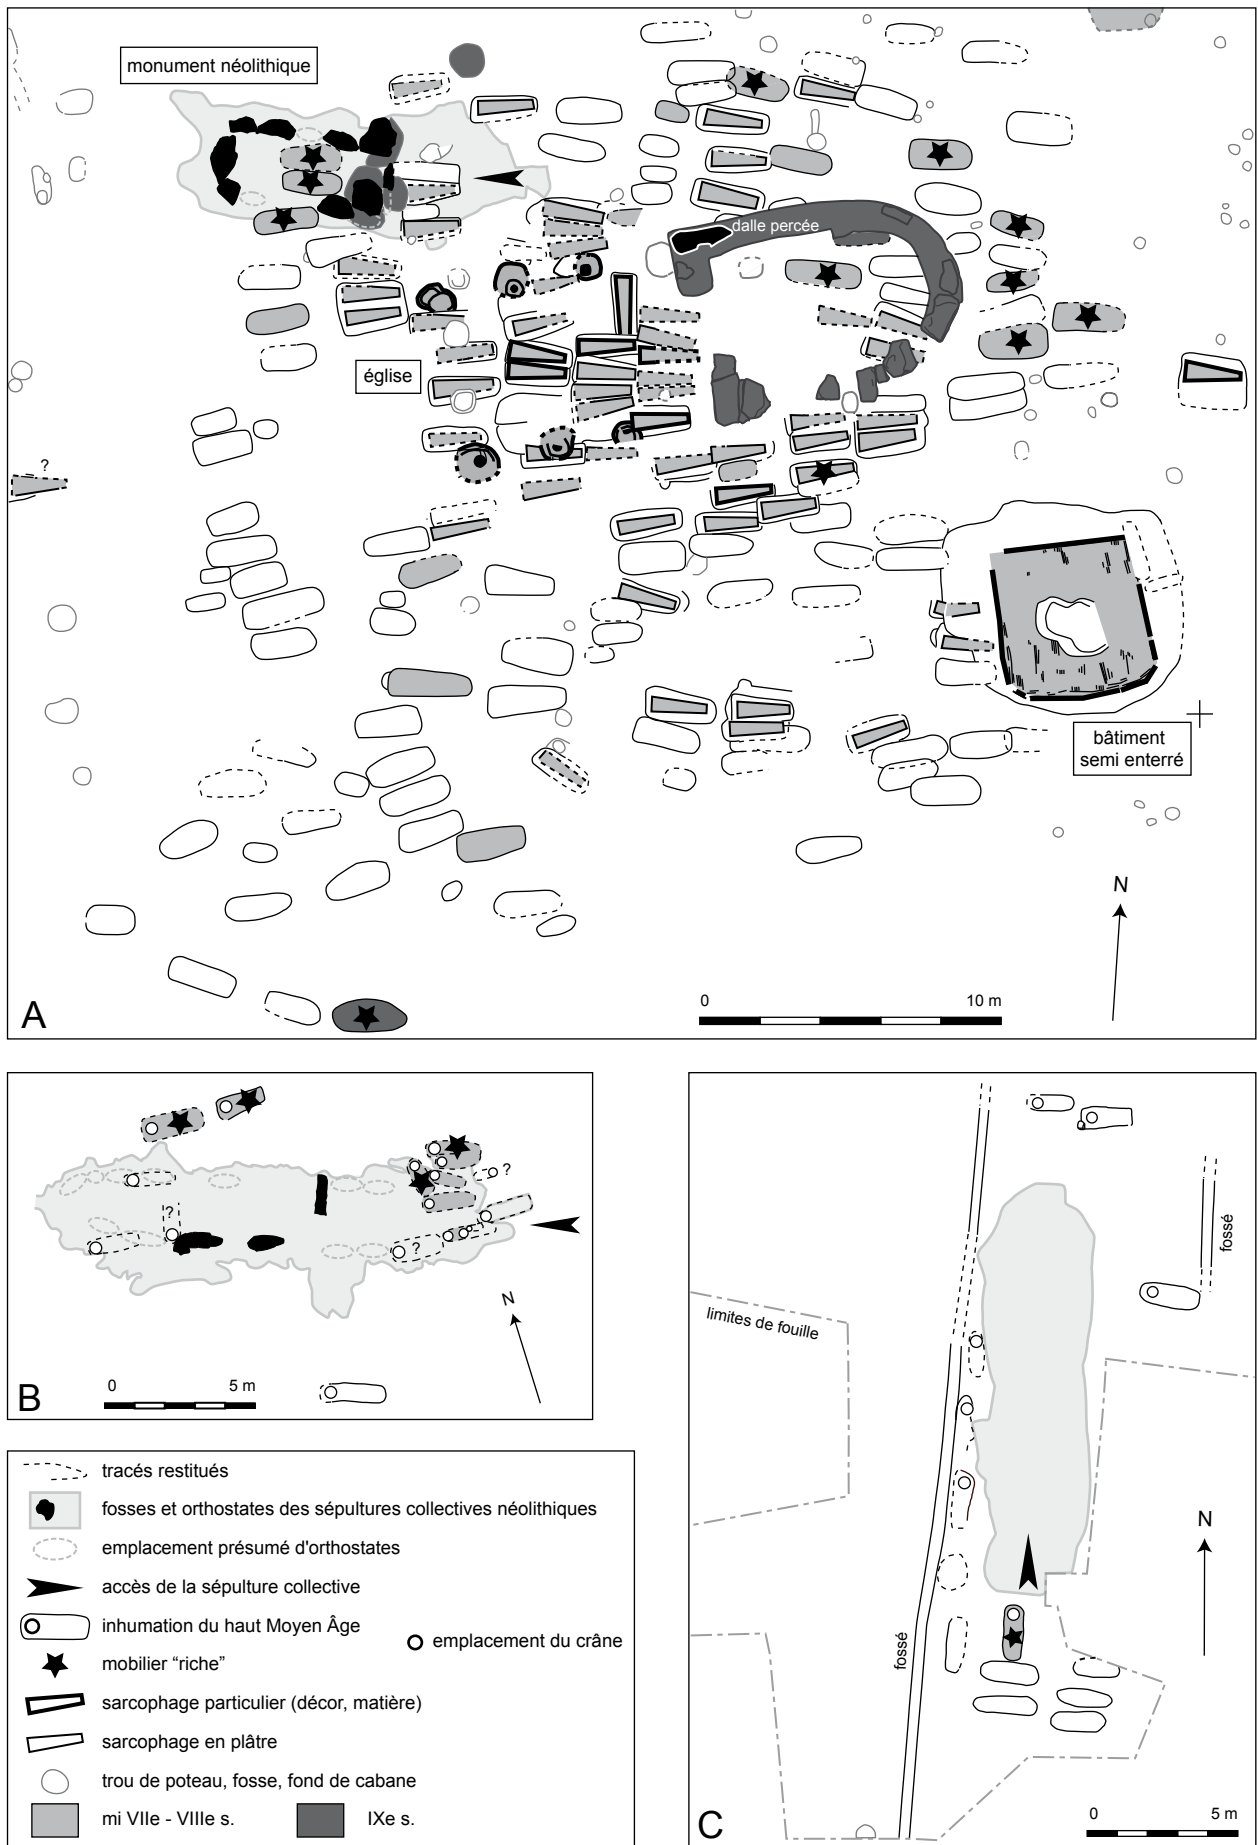 monument néolithique
dalle percée
église
?
bâtiment
semi enterré
N
0 10 m
A
?
?
?
N
0 5 m
B
fossé
limites de fouille
N
fossé
0 5 m
C
tracés restitués
fosses et orthostates des sépultures collectives néolithiques
emplacement présumé d'orthostates
accès de la sépulture collective
inhumation du haut Moyen Âge
emplacement du crâne
mobilier “riche”
sarcophage particulier (décor, matière)
sarcophage en plâtre
trou de poteau, fosse, fond de cabane
mi VIIe - VIIIe s. IXe s.